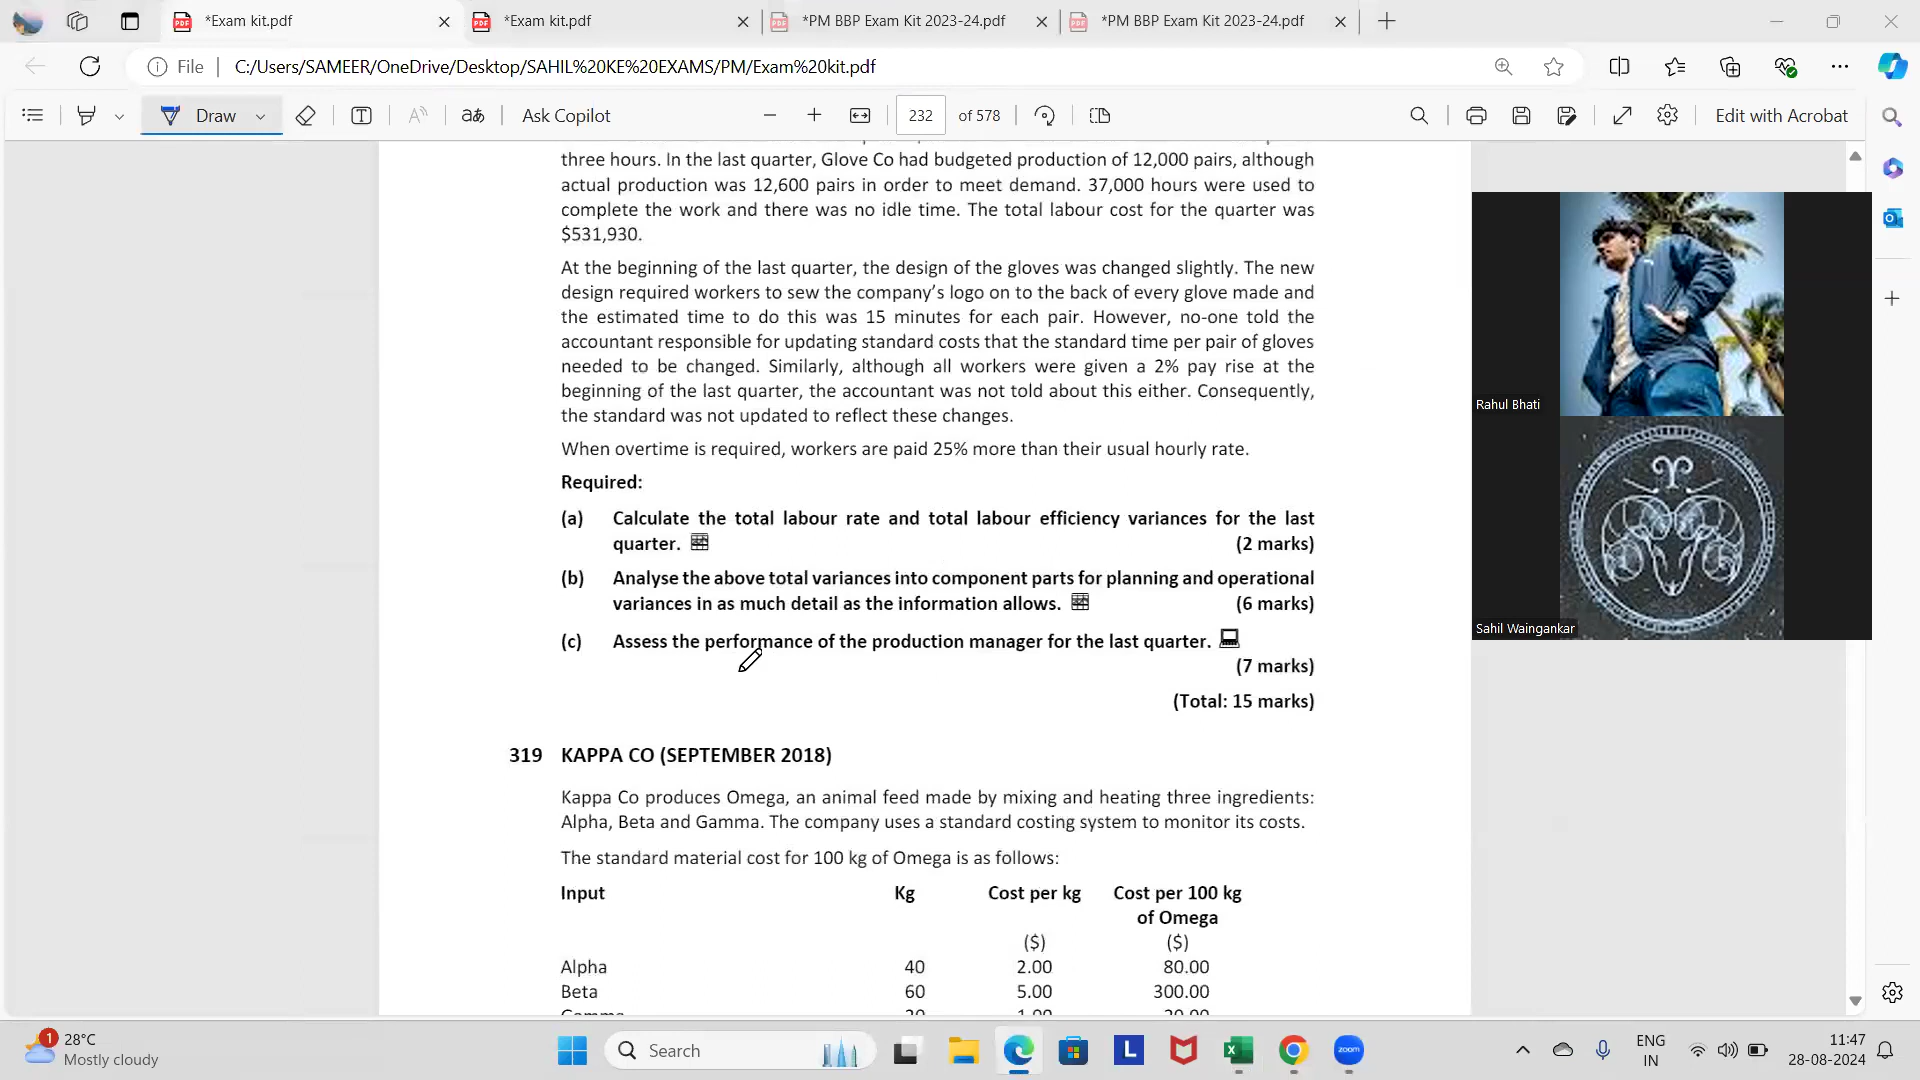 *Exam kit.pdf
*Exam kit.pdf
*PM BBP Exam Kit 2023-24.pdf
*PM BBP Exam Kit 2023-24.pdf
File
C:/Users/SAMEER/OneDrive/Desktop/SAHIL%20KE%20EXAMS/PM/Exam%20kit.pdf
Draw
Ask Copilot
232 of 578
Edit with Acrobat
three hours. In the last quarter, Glove Co had budgeted production of 12,000 pairs, although
actual production was 12,600 pairs in order to meet demand. 37,000 hours were used to
complete the work and there was no idle time. The total labour cost for the quarter was
$531,930.
At the beginning of the last quarter, the design of the gloves was changed slightly. The new
design required workers to sew the company's logo on to the back of every glove made and
the estimated time to do this was 15 minutes for each pair. However, no-one told the
accountant responsible for updating standard costs that the standard time per pair of gloves
needed to be changed. Similarly, although all workers were given a 2% pay rise at the
beginning of the last quarter, the accountant was not told about this either. Consequently,
the standard was not updated to reflect these changes.
When overtime is required, workers are paid 25% more than their usual hourly rate.
Required:
(a) Calculate the total labour rate and total labour efficiency variances for the last
quarter. (2 marks)
(b) Analyse the above total variances into component parts for planning and operational
variances in as much detail as the information allows. (6 marks)
(c) Assess the performance of the production manager for the last quarter.
(7 marks)
(Total: 15 marks)
319 KAPPA CO (SEPTEMBER 2018)
Kappa Co produces Omega, an animal feed made by mixing and heating three ingredients:
Alpha, Beta and Gamma. The company uses a standard costing system to monitor its costs.
The standard material cost for 100 kg of Omega is as follows:
Input Kg Cost per kg Cost per 100 kg
of Omega
($) ($)
Alpha 40 2.00 80.00
Beta 60 5.00 300.00
Rahul Bhati
Sahil Waingankar
1
28°C
Mostly cloudy
Search
L
zoom
ENG
IN
11:47
28-08-2024